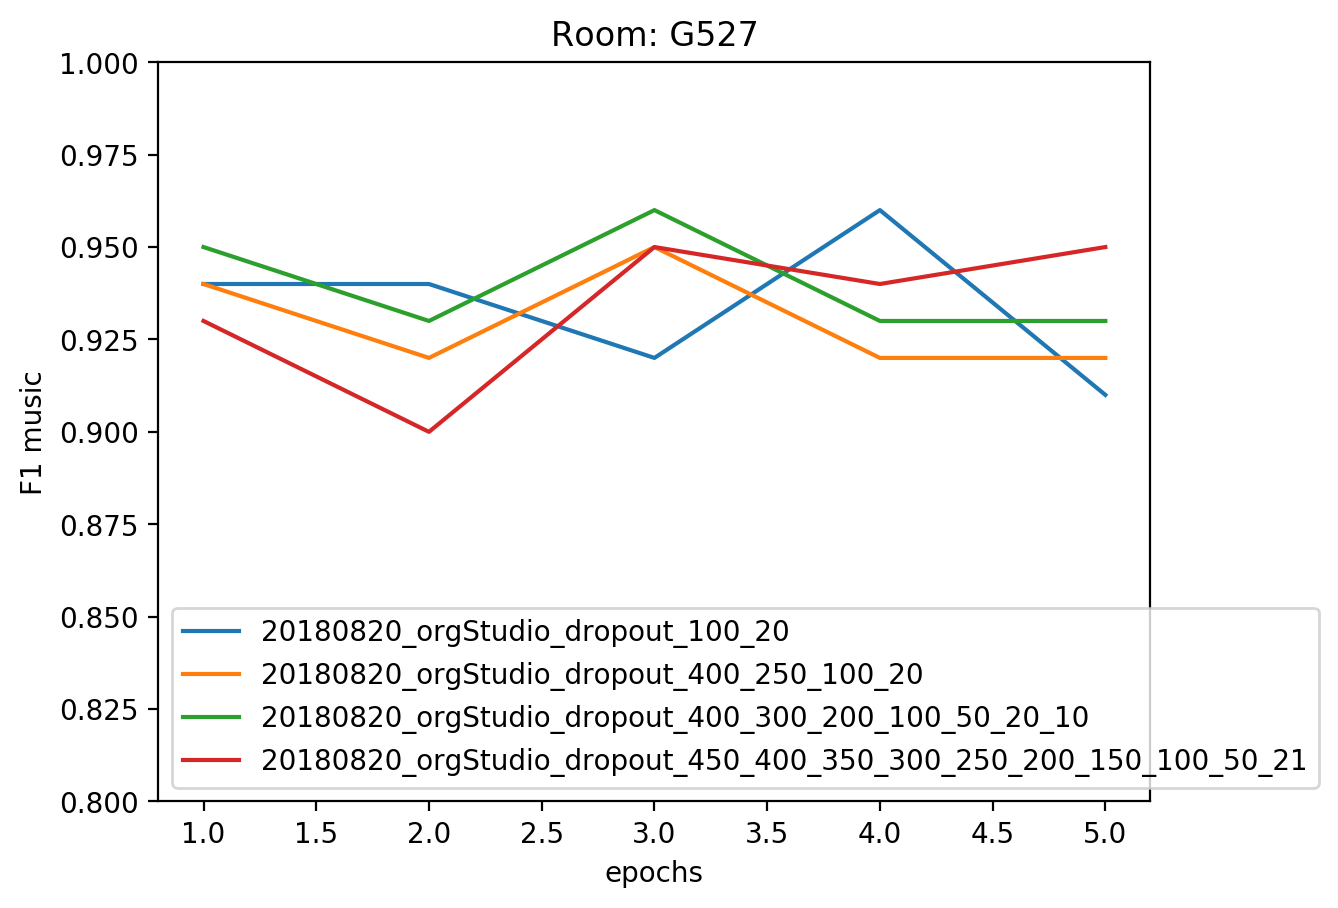 Room: G527
1.000
0.975
0.950
0.925
0.900
0.875
0.850
0.825
0.800
F1 music
20180820_orgStudio_dropout_100_20
20180820_orgStudio_dropout_400_250_100_20
20180820_orgStudio_dropout_400_300_200_100_50_20_10
20180820_orgStudio_dropout_450_400_350_300_250_200_150_100_50_21
1.0 1.5 2.0 2.5 3.0 3.5 4.0 4.5 5.0
epochs